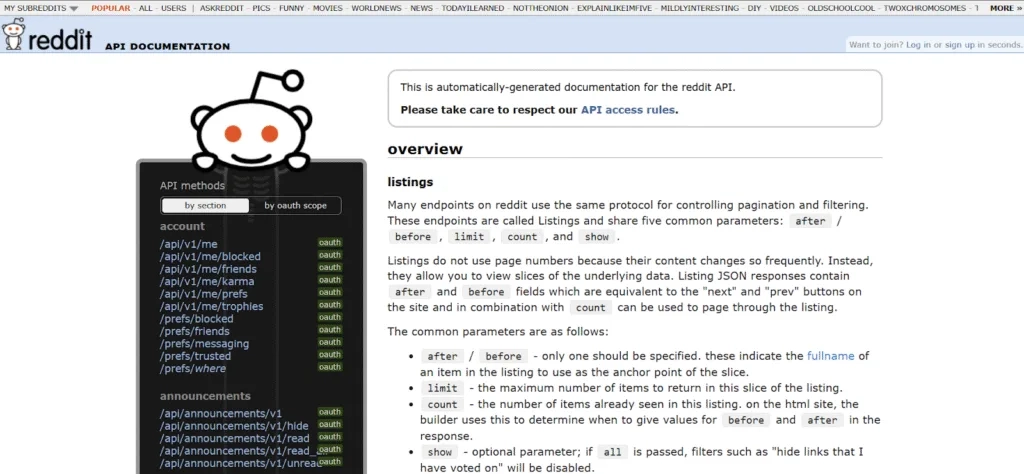 MY SUBREDDITS POPULAR - ALL - USERS | ASKREDDIT - PICS - FUNNY - MOVIES - WORLDNEWS - NEWS - TODAYILEARNED - NOTTHEONION - EXPLAINLIKEIMFIVE - MILDLYINTERESTING - DIY - VIDEOS - OLDSCHOOLCOOL - TWOXCHROMOSOMES - T MORE »
reddit API DOCUMENTATION
Want to join? Log in or sign up in seconds.
This is automatically-generated documentation for the reddit API.
Please take care to respect our API access rules.
overview
listings
Many endpoints on reddit use the same protocol for controlling pagination and filtering.
These endpoints are called Listings and share five common parameters: after /
before , limit , count , and show .
Listings do not use page numbers because their content changes so frequently. Instead,
they allow you to view slices of the underlying data. Listing JSON responses contain
after and before fields which are equivalent to the "next" and "prev" buttons on
the site and in combination with count can be used to page through the listing.
The common parameters are as follows:
• after / before - only one should be specified. these indicate the fullname of
an item in the listing to use as the anchor point of the slice.
• limit - the maximum number of items to return in this slice of the listing.
• count - the number of items already seen in this listing. on the html site, the
builder uses this to determine when to give values for before and after in the
response.
• show - optional parameter; if all is passed, filters such as "hide links that I
have voted on" will be disabled.
API methods
by section by oauth scope
account
/api/v1/me oauth
/api/v1/me/blocked oauth
/api/v1/me/friends oauth
/api/v1/me/karma oauth
/api/v1/me/prefs oauth
/api/v1/me/trophies oauth
/prefs/blocked oauth
/prefs/friends oauth
/prefs/messaging oauth
/prefs/trusted oauth
/prefs/where oauth
announcements
/api/announcements/v1 oauth
/api/announcements/v1/hide oauth
/api/announcements/v1/read oauth
/api/announcements/v1/read_ oauth
/api/announcements/v1/unread oauth